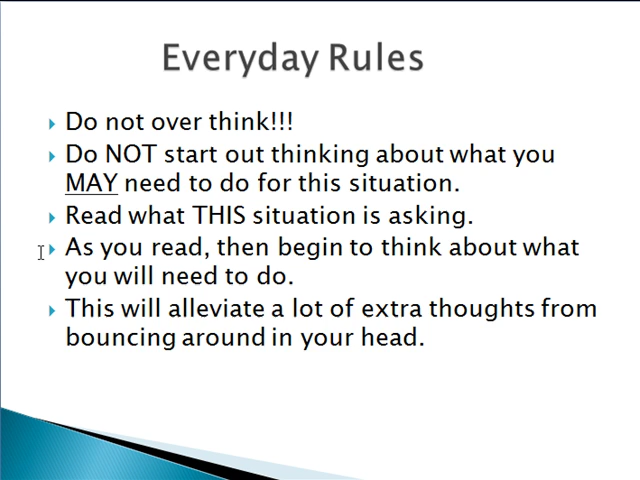 Everyday Rules
Do not over think!!!
Do NOT start out thinking about what you
MAY need to do for this situation.
Read what THIS situation is asking.
As you read, then begin to think about what
you will need to do.
This will alleviate a lot of extra thoughts from
bouncing around in your head.